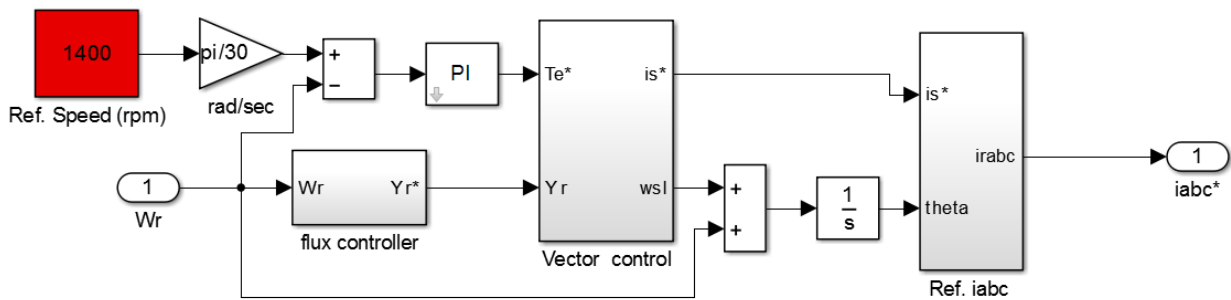 1400
Ref. Speed (rpm)
pi/30
rad/sec
+
−
PI
Te*
is*
Yr
wsl
Vector control
1
Wr
Wr
Yr*
flux controller
+
+
1
s
is*
irabc
theta
Ref. iabc
1
iabc*